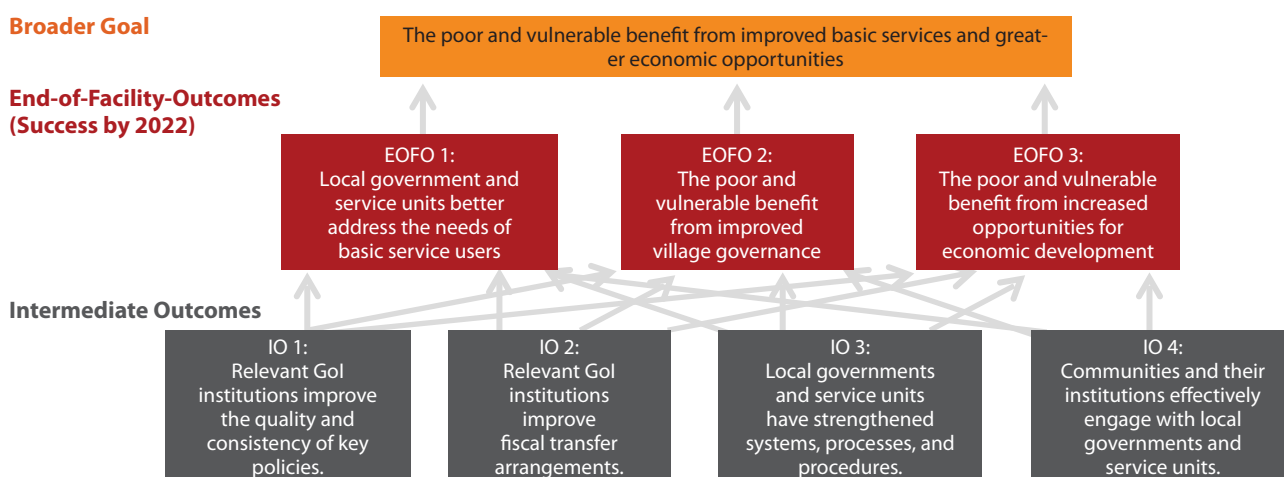 Broader Goal
The poor and vulnerable benefit from improved basic services and great-
er economic opportunities
End-of-Facility-Outcomes
(Success by 2022)
EOFO 1:
Local government and
service units better
address the needs of
basic service users
EOFO 2:
The poor and
vulnerable benefit
from improved
village governance
EOFO 3:
The poor and vulnerable
benefit from increased
opportunities for
economic development
Intermediate Outcomes
IO 1:
Relevant GoI
institutions improve
the quality and
consistency of key
policies.
IO 2:
Relevant GoI
institutions
improve
fiscal transfer
arrangements.
IO 3:
Local governments
and service units
have strengthened
systems, processes, and
procedures.
IO 4:
Communities and their
institutions effectively
engage with local
governments and
service units.